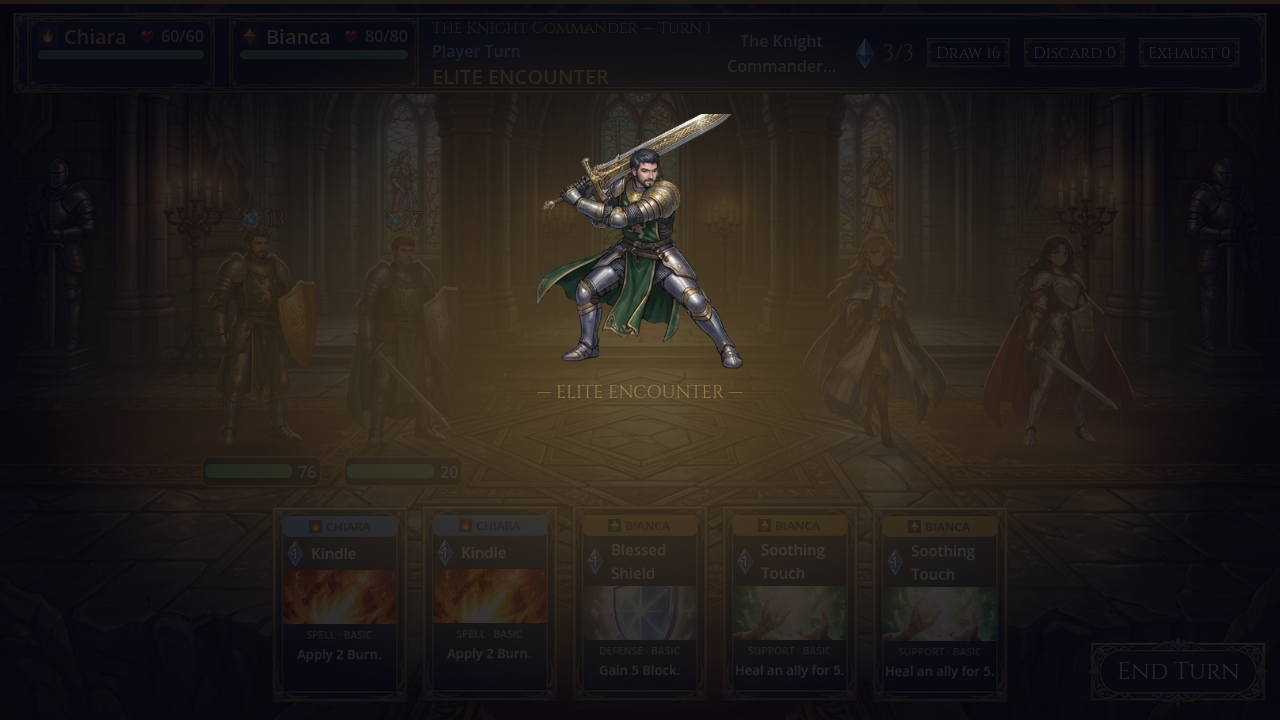 Chiara 60/60
Bianca 80/80
The Knight Commander — Turn 1
Player Turn
ELITE ENCOUNTER
The Knight
Commander...
3/3
Draw 16
Discard 0
Exhaust 0
— ELITE ENCOUNTER —
76
20
CHIARA
1
Kindle
SPELL · BASIC
Apply 2 Burn.
CHIARA
1
Kindle
SPELL · BASIC
Apply 2 Burn.
BIANCA
1
Blessed
Shield
DEFENSE · BASIC
Gain 5 Block.
BIANCA
1
Soothing
Touch
SUPPORT · BASIC
Heal an ally for 5.
BIANCA
1
Soothing
Touch
SUPPORT · BASIC
Heal an ally for 5.
End Turn